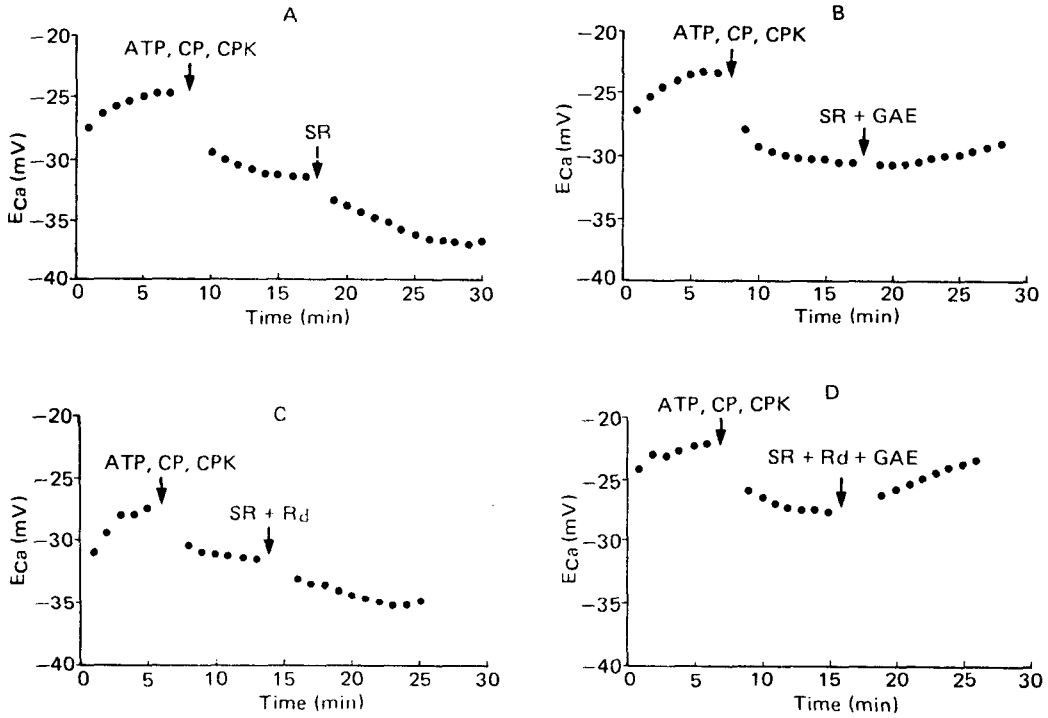 A
ATP, CP, CPK
SR
ECa (mV)
−20
−25
−30
−35
−40
0 5 10 15 20 25 30
Time (min)
B
ATP, CP, CPK
SR + GAE
ECa (mV)
−20
−25
−30
−35
−40
0 5 10 15 20 25 30
Time (min)
C
ATP, CP, CPK
SR + Rd
ECa (mV)
−20
−25
−30
−35
−40
0 5 10 15 20 25 30
Time (min)
D
ATP, CP, CPK
SR + Rd + GAE
ECa (mV)
−20
−25
−30
−35
−40
0 5 10 15 20 25 30
Time (min)